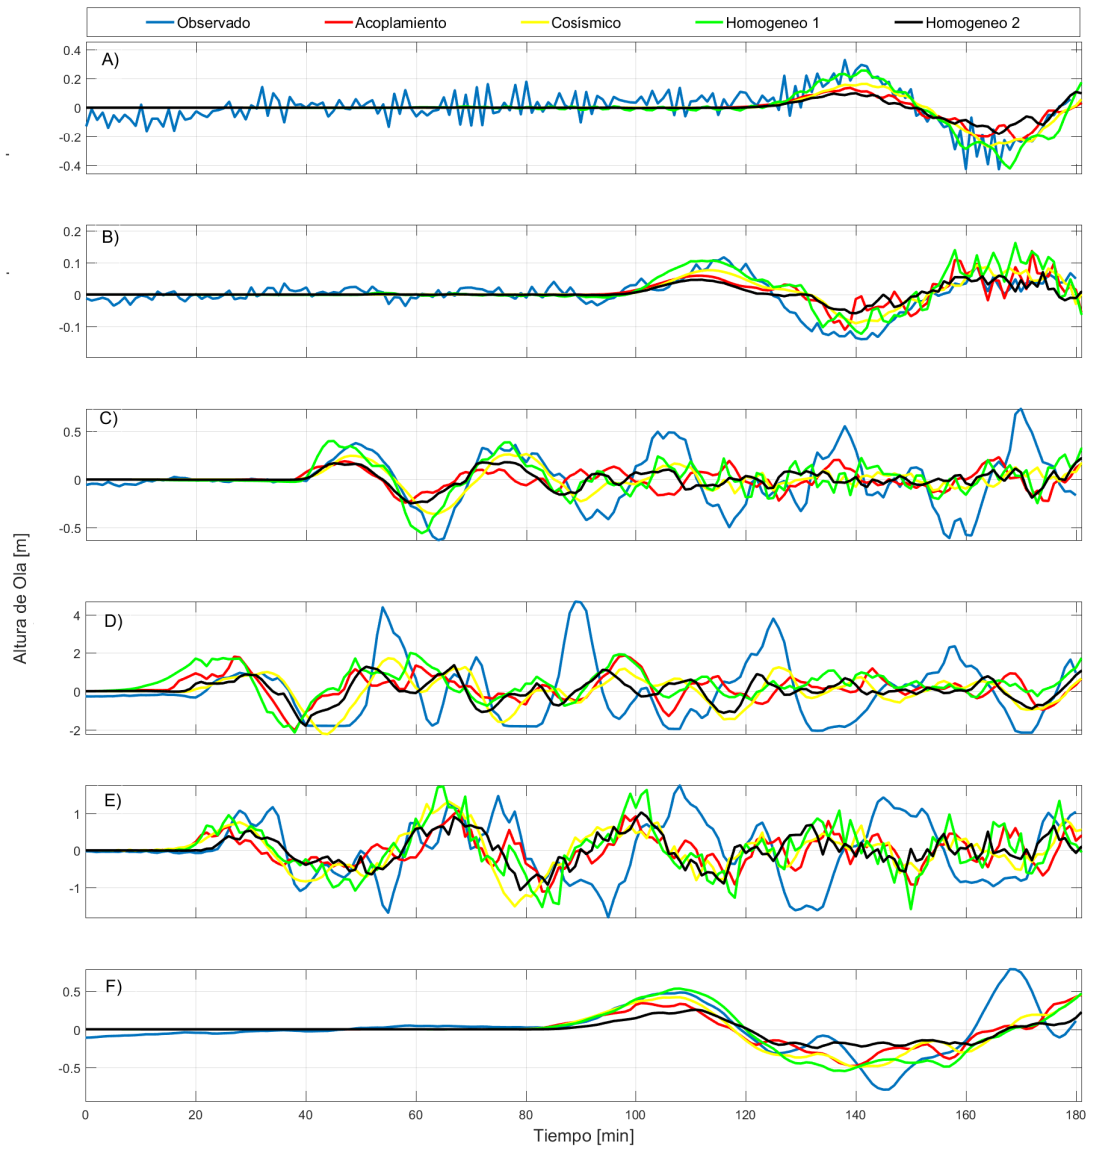 Observado Acoplamiento Cosísmico Homogeneo 1 Homogeneo 2
A)
0.4
0.2
0
-0.2
-0.4
B)
0.2
0.1
0
-0.1
C)
0.5
0
-0.5
D)
4
2
0
-2
E)
1
0
-1
F)
0.5
0
-0.5
0 20 40 60 80 100 120 140 160 180
Tiempo [min]
Altura de Ola [m]